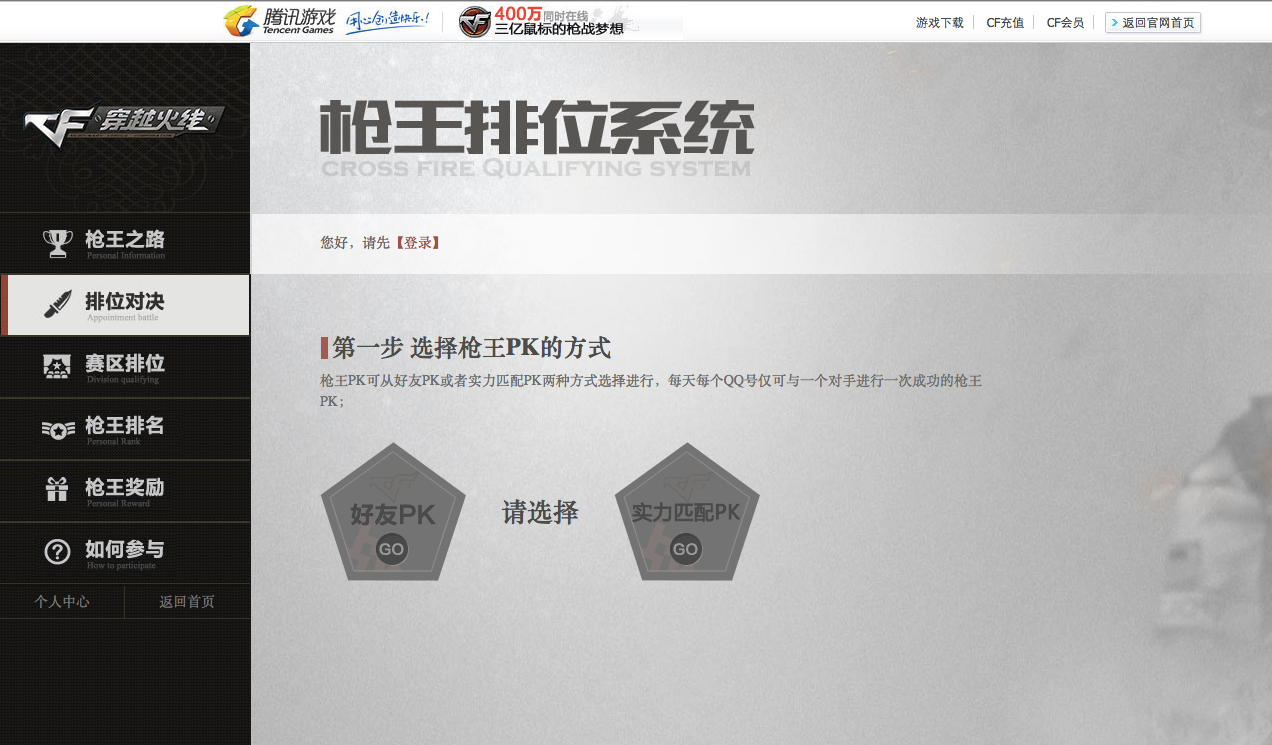 腾讯游戏
Tencent Games
用心创造快乐!
400万同时在线
三亿鼠标的枪战梦想
游戏下载
CF充值
CF会员
> 返回官网首页
CF 穿越火线
枪王排位系统
CROSS FIRE QUALIFYING SYSTEM
您好，请先【登录】
枪王之路
Personal Information
排位对决
Appointment battle
赛区排位
Division qualifying
枪王排名
Personal Rank
枪王奖励
Personal Reward
如何参与
How to participate
个人中心
返回首页
第一步 选择枪王PK的方式
枪王PK可从好友PK或者实力匹配PK两种方式选择进行，每天每个QQ号仅可与一个对手进行一次成功的枪王
PK；
好友PK
GO
请选择
实力匹配PK
GO